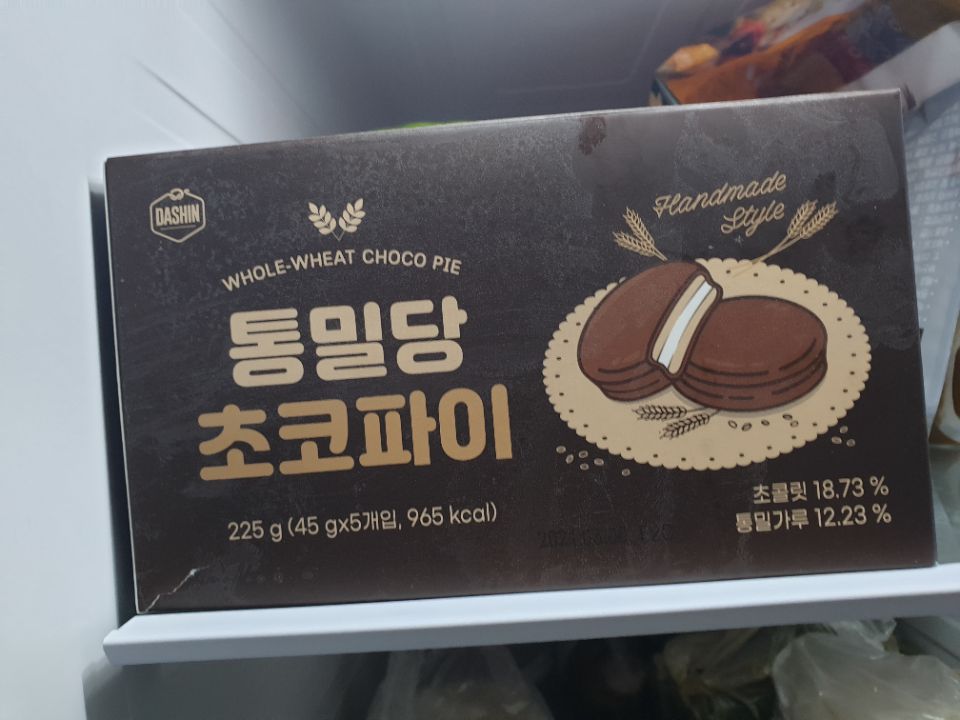 DASHIN
WHOLE-WHEAT CHOCO PIE
통밀당
초코파이
225 g (45 gx5개입, 965 kcal)
Handmade
Style
초콜릿 18.73 %
통밀가루 12.23 %